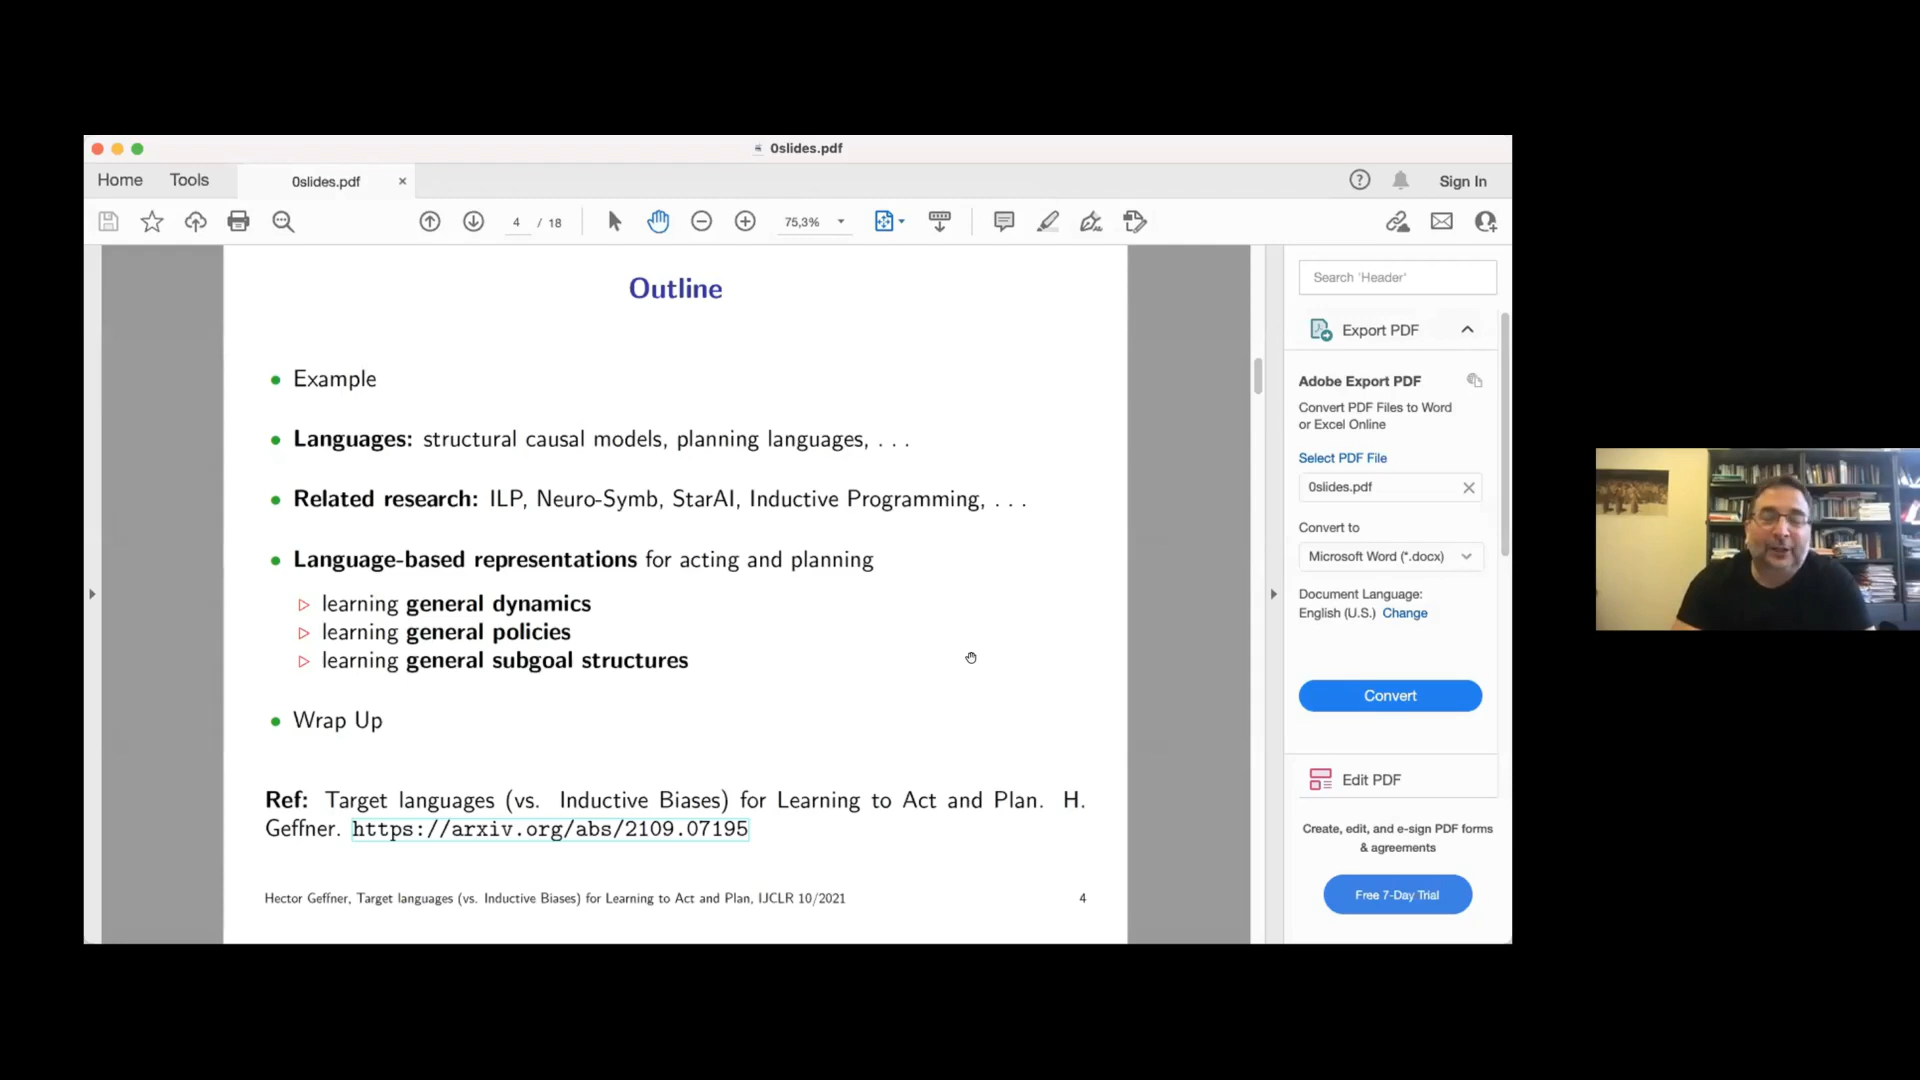 0slides.pdf
Home
Tools
0slides.pdf
Sign In
4 / 18
75,3%
Outline
Example
Languages: structural causal models, planning languages, . . .
Related research: ILP, Neuro-Symb, StarAI, Inductive Programming, . . .
Language-based representations for acting and planning
learning general dynamics
learning general policies
learning general subgoal structures
Wrap Up
Ref: Target languages (vs. Inductive Biases) for Learning to Act and Plan. H.
Geffner. https://arxiv.org/abs/2109.07195
Hector Geffner, Target languages (vs. Inductive Biases) for Learning to Act and Plan, IJCLR 10/2021
4
Search 'Header'
Export PDF
Adobe Export PDF
Convert PDF Files to Word
or Excel Online
Select PDF File
0slides.pdf
Convert to
Microsoft Word (*.docx)
Document Language:
English (U.S.) Change
Convert
Edit PDF
Create, edit, and e-sign PDF forms
& agreements
Free 7-Day Trial